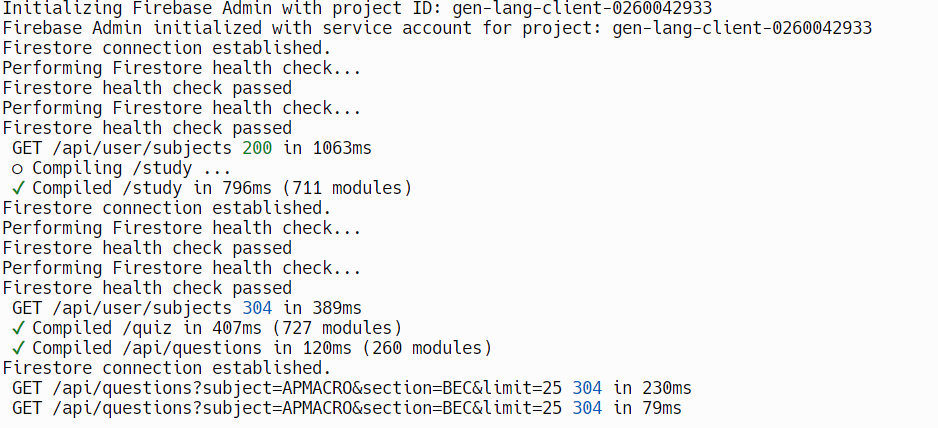 Initializing Firebase Admin with project ID: gen-lang-client-0260042933
Firebase Admin initialized with service account for project: gen-lang-client-0260042933
Firestore connection established.
Performing Firestore health check...
Firestore health check passed
Performing Firestore health check...
Firestore health check passed
GET /api/user/subjects 200 in 1063ms
○ Compiling /study ...
✓ Compiled /study in 796ms (711 modules)
Firestore connection established.
Performing Firestore health check...
Firestore health check passed
Performing Firestore health check...
Firestore health check passed
GET /api/user/subjects 304 in 389ms
✓ Compiled /quiz in 407ms (727 modules)
✓ Compiled /api/questions in 120ms (260 modules)
Firestore connection established.
GET /api/questions?subject=APMACRO&section=BEC&limit=25 304 in 230ms
GET /api/questions?subject=APMACRO&section=BEC&limit=25 304 in 79ms